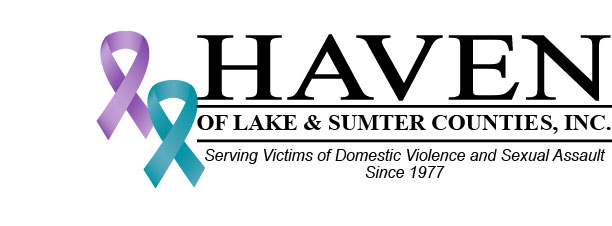 HAVEN
OF LAKE & SUMTER COUNTIES, INC.
Serving Victims of Domestic Violence and Sexual Assault
Since 1977